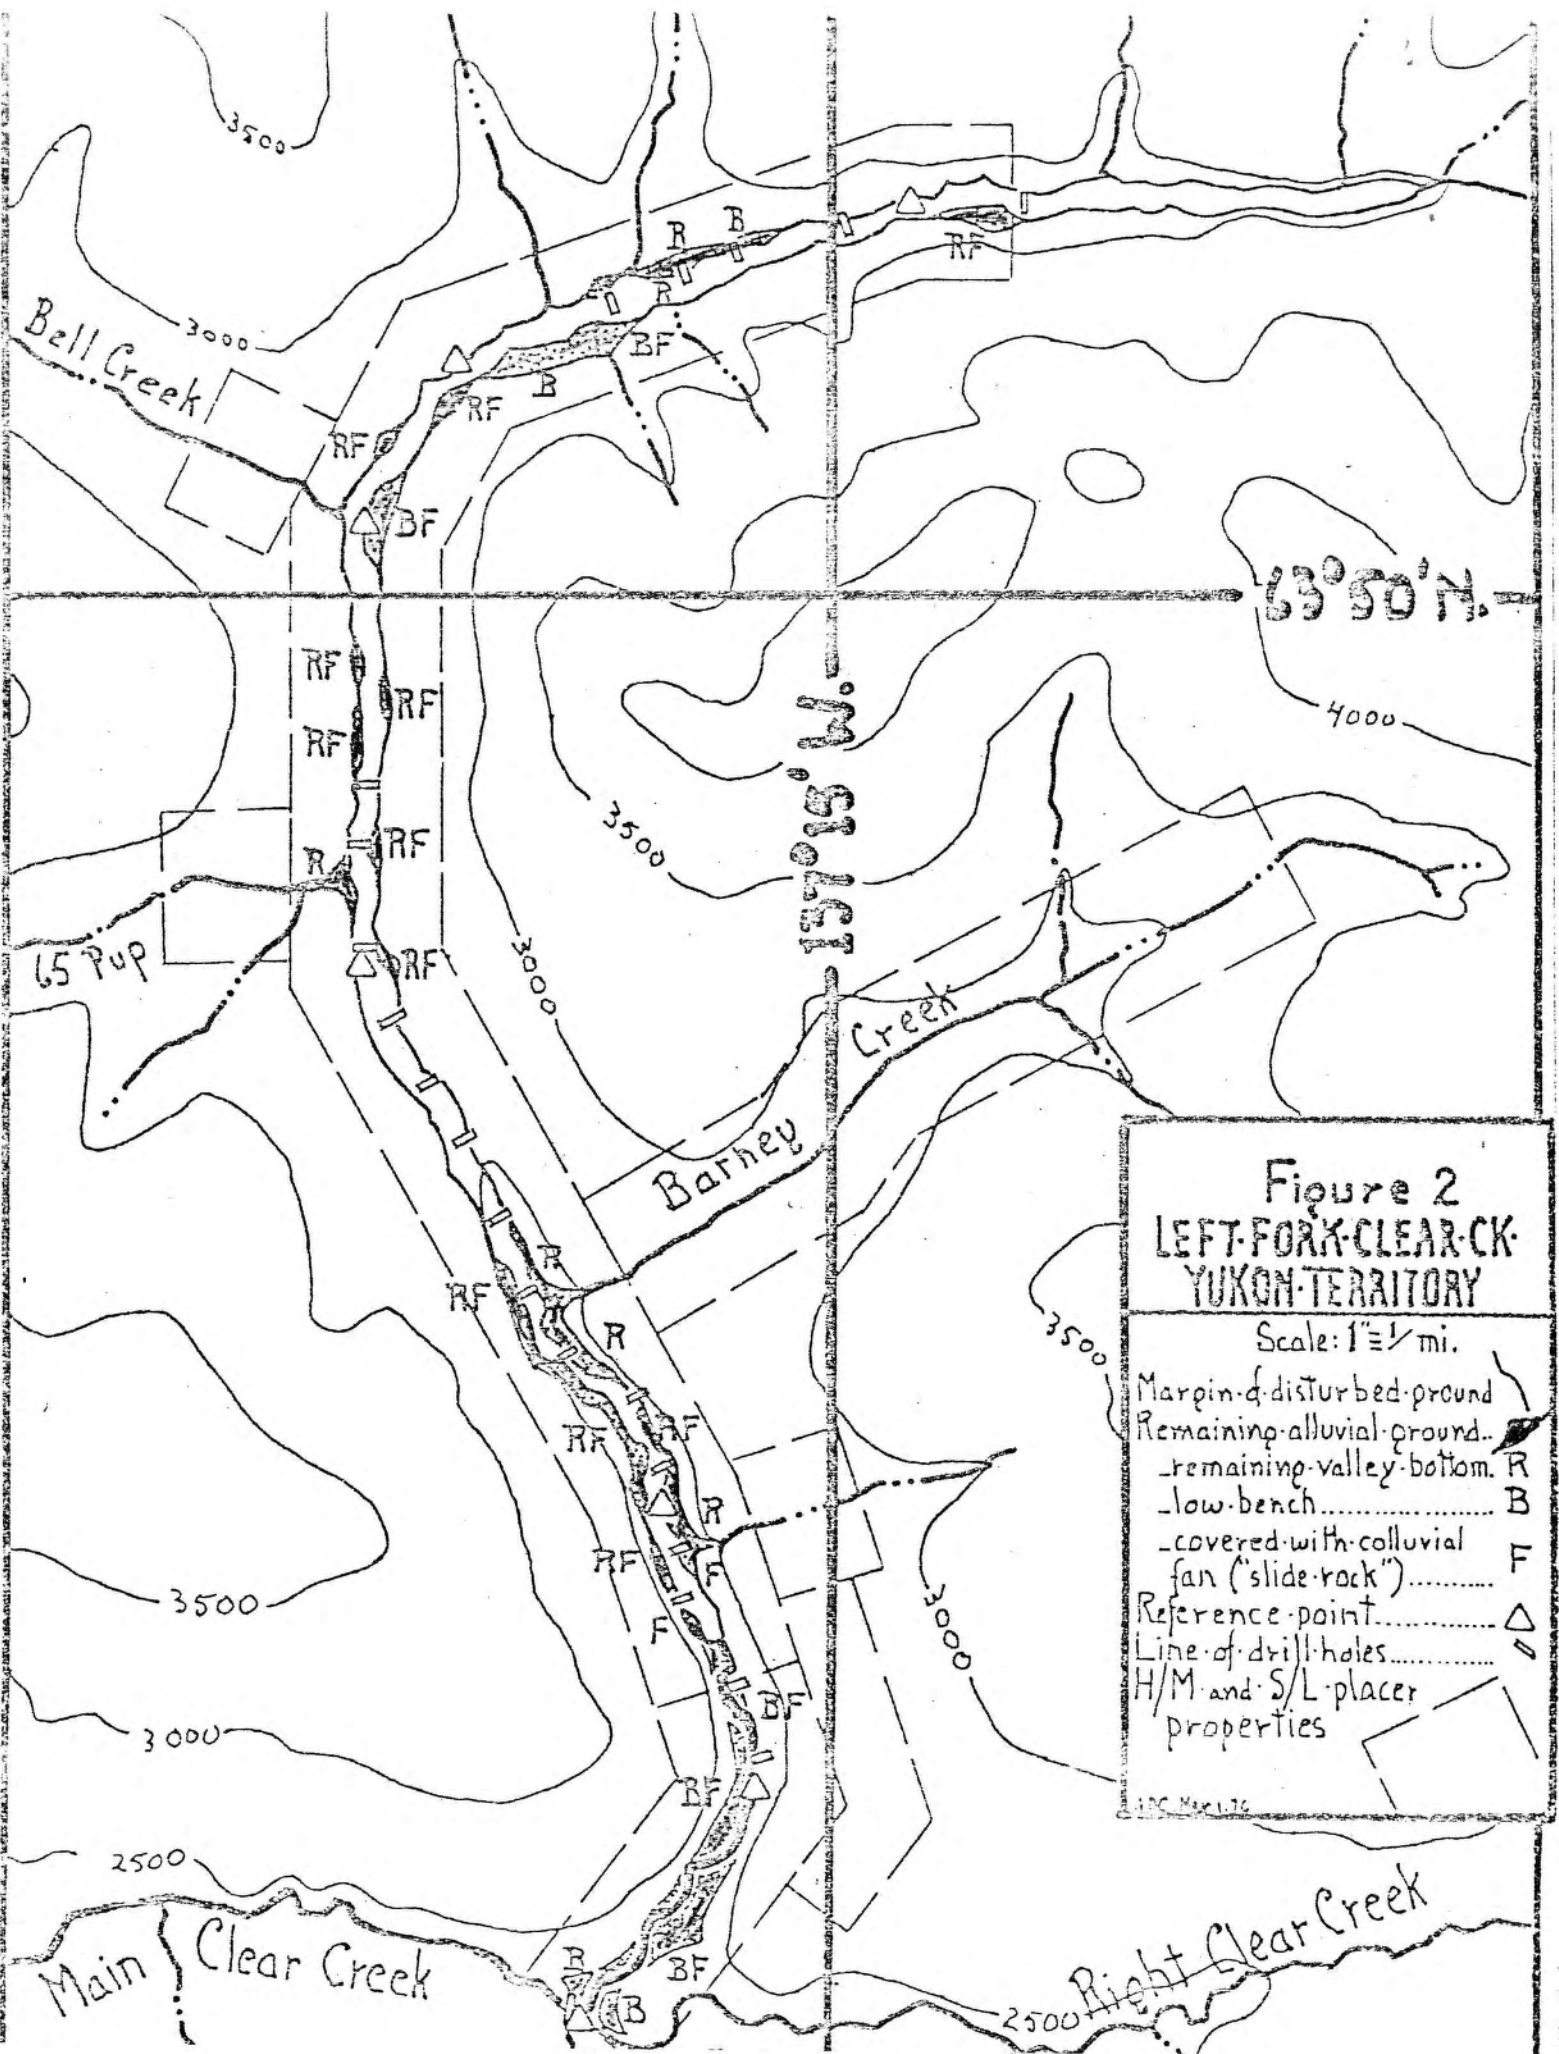 3500
B
R
RF
R
Bell Creek
3000
BF
B
RF
RF
BF
63°50'N.
RF
RF
4000
RF
137°15' W.
3500
RF
R
65 Pup
RF
3000
Creek
Barney
R
RF
R
3500
RF
RF
R
RF
F
F
3500
3000
BF
3000
BF
2500
Main Clear Creek
R
BF
B
Right Clear Creek
2500
Figure 2
LEFT·FORK·CLEAR·CK·
YUKON·TERRITORY
Scale: 1"≡ / mi.
Margin·of·disturbed·ground
Remaining·alluvial·ground..
-remaining·valley·bottom. R
-low·bench.................... B
-covered·with·colluvial
fan ("slide·rock")........... F
Reference·point...............
Line·of·drill·holes.............
H/M·and·S/L·placer
properties